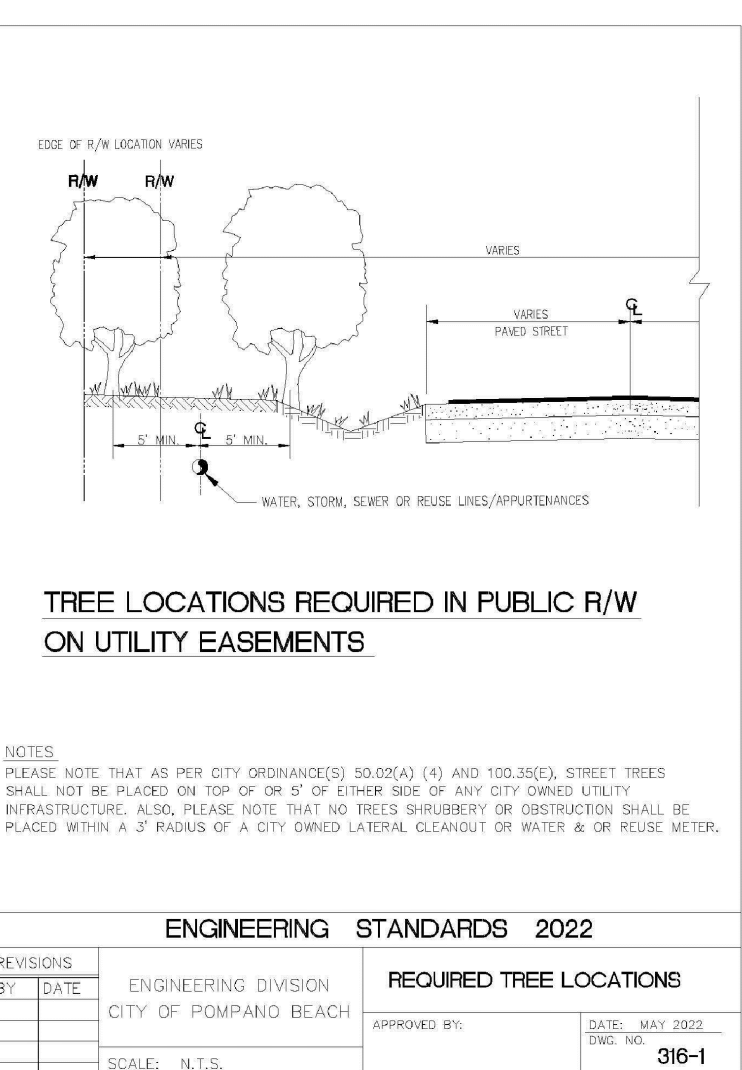 EDGE OF R/W LOCATION VARIES
R/W R/W
VARIES
VARIES
PAVED STREET
5' MIN. 5' MIN.
WATER, STORM, SEWER OR REUSE LINES/APPURTENANCES
TREE LOCATIONS REQUIRED IN PUBLIC R/W
ON UTILITY EASEMENTS
NOTES
PLEASE NOTE THAT AS PER CITY ORDINANCE(S) 50.02(A) (4) AND 100.35(E), STREET TREES
SHALL NOT BE PLACED ON TOP OF OR 5' OF EITHER SIDE OF ANY CITY OWNED UTILITY
INFRASTRUCTURE. ALSO, PLEASE NOTE THAT NO TREES SHRUBBERY OR OBSTRUCTION SHALL BE
PLACED WITHIN A 3' RADIUS OF A CITY OWNED LATERAL CLEANOUT OR WATER & OR REUSE METER.
ENGINEERING STANDARDS 2022
REVISIONS
BY DATE
ENGINEERING DIVISION
CITY OF POMPANO BEACH
SCALE: N.T.S.
REQUIRED TREE LOCATIONS
APPROVED BY:
DATE: MAY 2022
DWG. NO.
316-1